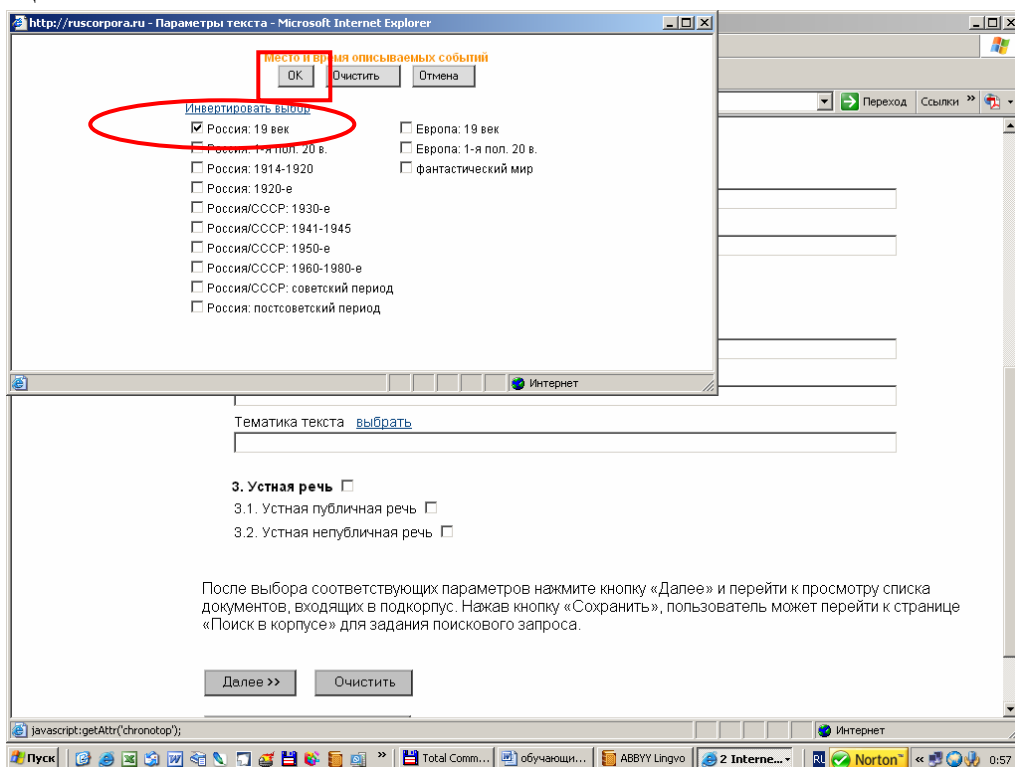 http://ruscorpora.ru - Параметры текста - Microsoft Internet Explorer
Место и время описываемых событий
OK Очистить Отмена
Инвертировать выбор
Россия: 19 век Европа: 19 век
Россия: 1-я пол. 20 в. Европа: 1-я пол. 20 в.
Россия: 1914-1920 фантастический мир
Россия: 1920-е
Россия/СССР: 1930-е
Россия/СССР: 1941-1945
Россия/СССР: 1950-е
Россия/СССР: 1960-1980-е
Россия/СССР: советский период
Россия: постсоветский период
Интернет
Переход Ссылки »
Тематика текста выбрать
3. Устная речь
3.1. Устная публичная речь
3.2. Устная непубличная речь
После выбора соответствующих параметров нажмите кнопку «Далее» и перейти к просмотру списка
документов, входящих в подкорпус. Нажав кнопку «Сохранить», пользователь может перейти к странице
«Поиск в корпусе» для задания поискового запроса.
Далее >> Очистить
javascript:getAttr('chronotop'); Интернет
Пуск » Total Comm... обучающи... ABBYY Lingvo 2 Interne... RU Norton « 0:57